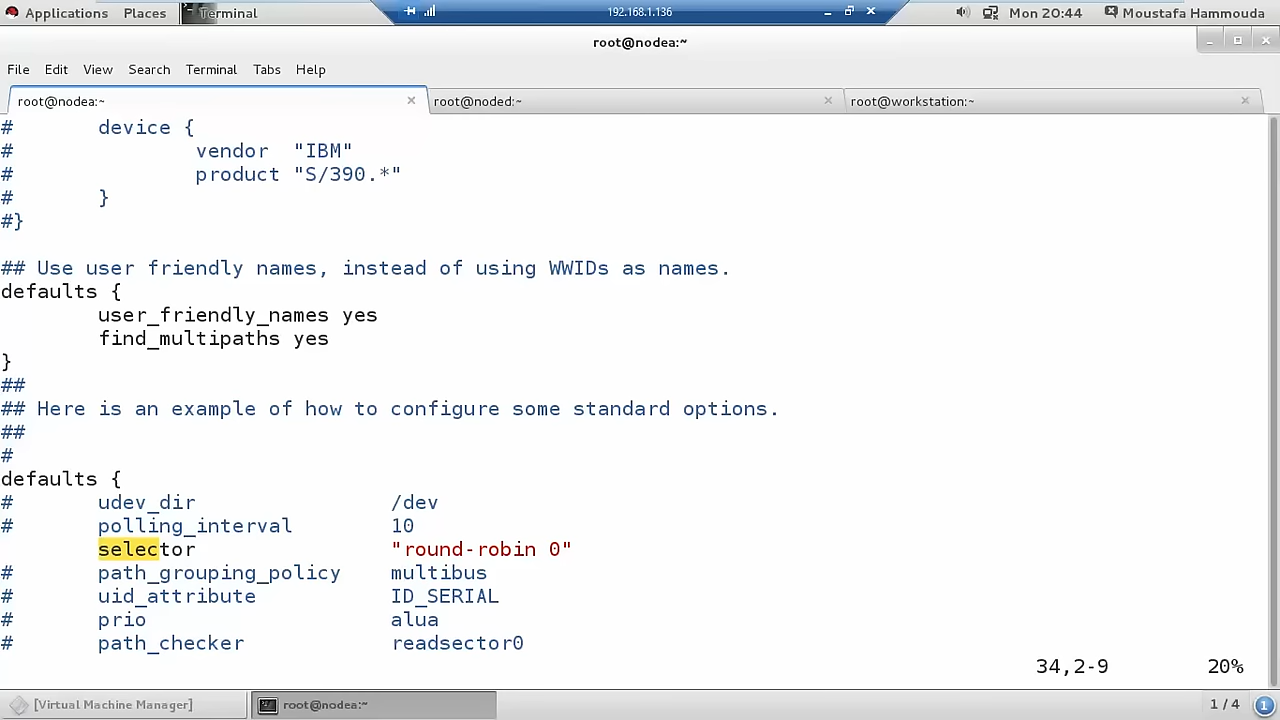 Applications Places Terminal 192.168.1.136 Mon 20:44 Moustafa Hammouda
root@nodea:~
File Edit View Search Terminal Tabs Help
root@nodea:~ root@noded:~ root@workstation:~
# device {
# vendor "IBM"
# product "S/390.*"
# }
#}
## Use user friendly names, instead of using WWIDs as names.
defaults {
user_friendly_names yes
find_multipaths yes
}
##
## Here is an example of how to configure some standard options.
##
#
defaults {
# udev_dir /dev
# polling_interval 10
selector "round-robin 0"
# path_grouping_policy multibus
# uid_attribute ID_SERIAL
# prio alua
# path_checker readsector0
34,2-9 20%
[Virtual Machine Manager] root@nodea:~ 1 / 4 1